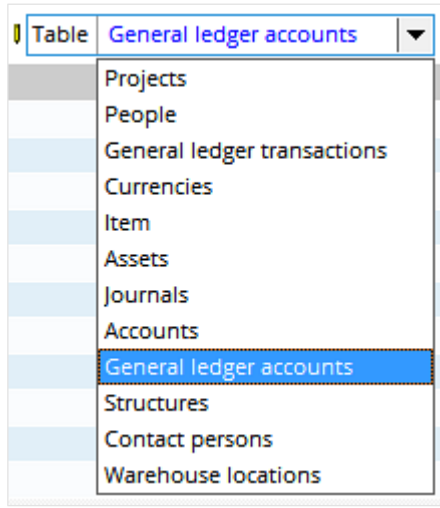 Table General ledger accounts
Projects
People
General ledger transactions
Currencies
Item
Assets
Journals
Accounts
General ledger accounts
Structures
Contact persons
Warehouse locations